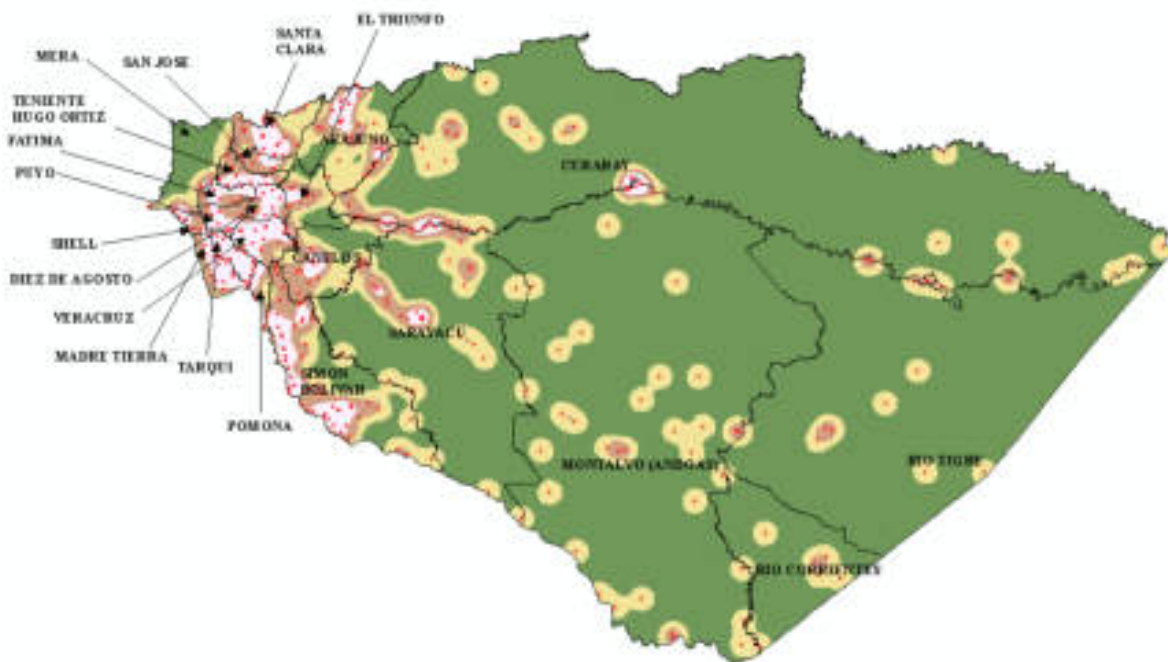 EL TRIUNFO
SANTA
CLARA
MERA
SAN JOSE
TENIENTE
HUGO ORTIZ
FATIMA
PUYO
ARAJUNO
CURARAY
SHELL
CANELOS
DIEZ DE AGOSTO
VERACRUZ
SARAYACU
MADRE TIERRA
TARQUI
SIMON
BOLIVAR
POMONA
MONTALVO (ANDOAS)
RIO TIGRE
RIO CORRIENTES